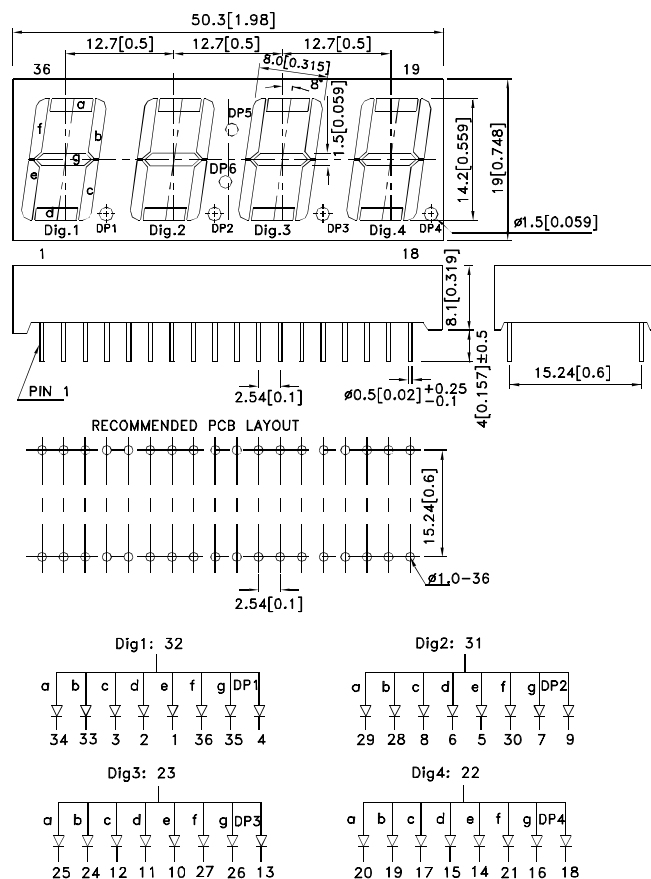 50.3[1.98]
12.7[0.5] 12.7[0.5] 12.7[0.5]
8.0[0.315]
36 19
8°
a
f b
g
e c
d
DP5
DP6
1.5[0.059]
14.2[0.559]
19[0.748]
Dig.1 DP1 Dig.2 DP2 Dig.3 DP3 Dig.4 DP4
ø1.5[0.059]
1 18
8.1[0.319]
4[0.157]±0.5
PIN 1
2.54[0.1]
ø0.5[0.02]+0.25 -0.1
15.24[0.6]
RECOMMENDED PCB LAYOUT
15.24[0.6]
ø1.0-36
2.54[0.1]
Dig1: 32
a b c d e f g DP1
34 33 3 2 1 36 35 4
Dig2: 31
a b c d e f g DP2
29 28 8 6 5 30 7 9
Dig3: 23
a b c d e f g DP3
25 24 12 11 10 27 26 13
Dig4: 22
a b c d e f g DP4
20 19 17 15 14 21 16 18